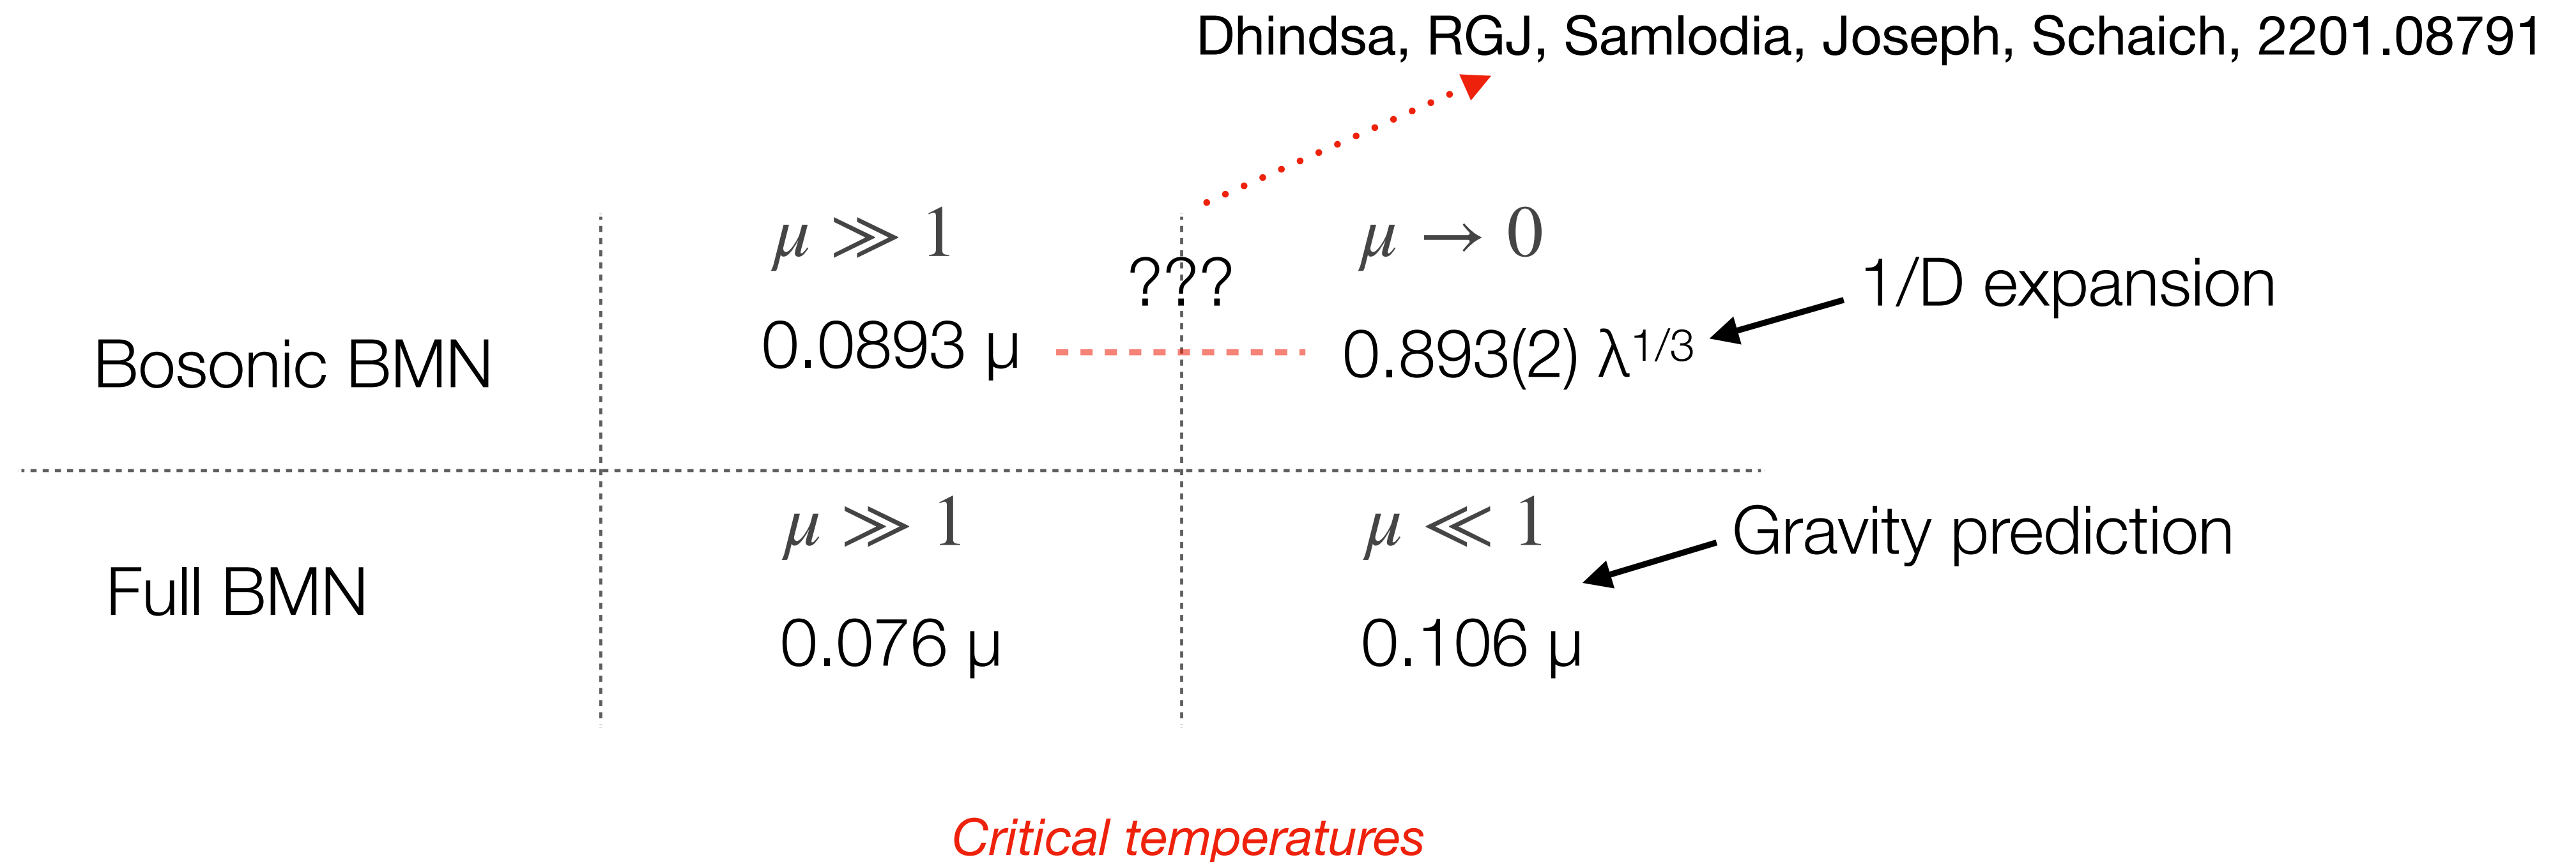 Dhindsa, RGJ, Samlodia, Joseph, Schaich, 2201.08791
μ ≫ 1
μ → 0
???
1/D expansion
Bosonic BMN
0.0893 μ
0.893(2) λ^{1/3}
μ ≫ 1
μ ≪ 1
Gravity prediction
Full BMN
0.076 μ
0.106 μ
Critical temperatures